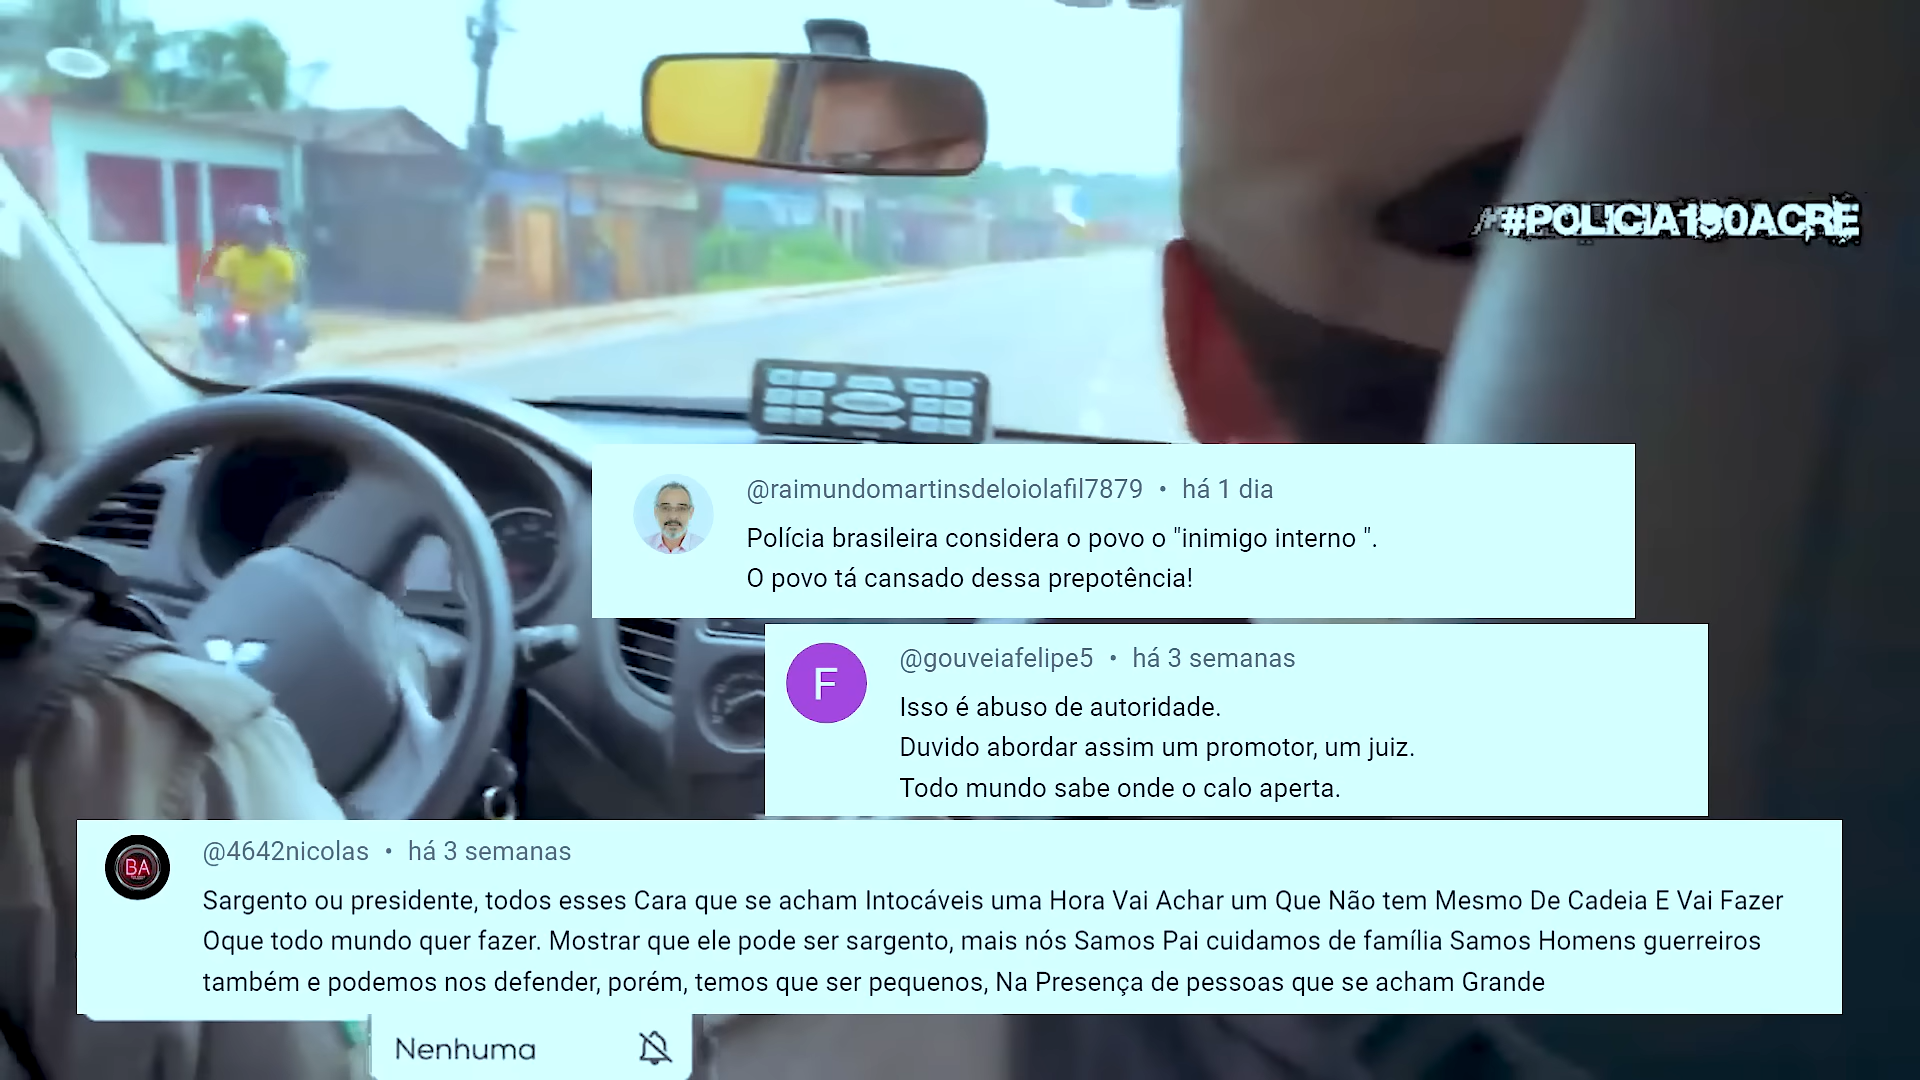 #POLICIA190ACRE
@raimundomartinsdeloiolafil7879 • há 1 dia
Polícia brasileira considera o povo o "inimigo interno ".
O povo tá cansado dessa prepotência!
F
@gouveiafelipe5 • há 3 semanas
Isso é abuso de autoridade.
Duvido abordar assim um promotor, um juiz.
Todo mundo sabe onde o calo aperta.
BA
@4642nicolas • há 3 semanas
Sargento ou presidente, todos esses Cara que se acham Intocáveis uma Hora Vai Achar um Que Não tem Mesmo De Cadeia E Vai Fazer
Oque todo mundo quer fazer. Mostrar que ele pode ser sargento, mais nós Samos Pai cuidamos de família Samos Homens guerreiros
também e podemos nos defender, porém, temos que ser pequenos, Na Presença de pessoas que se acham Grande
Nenhuma